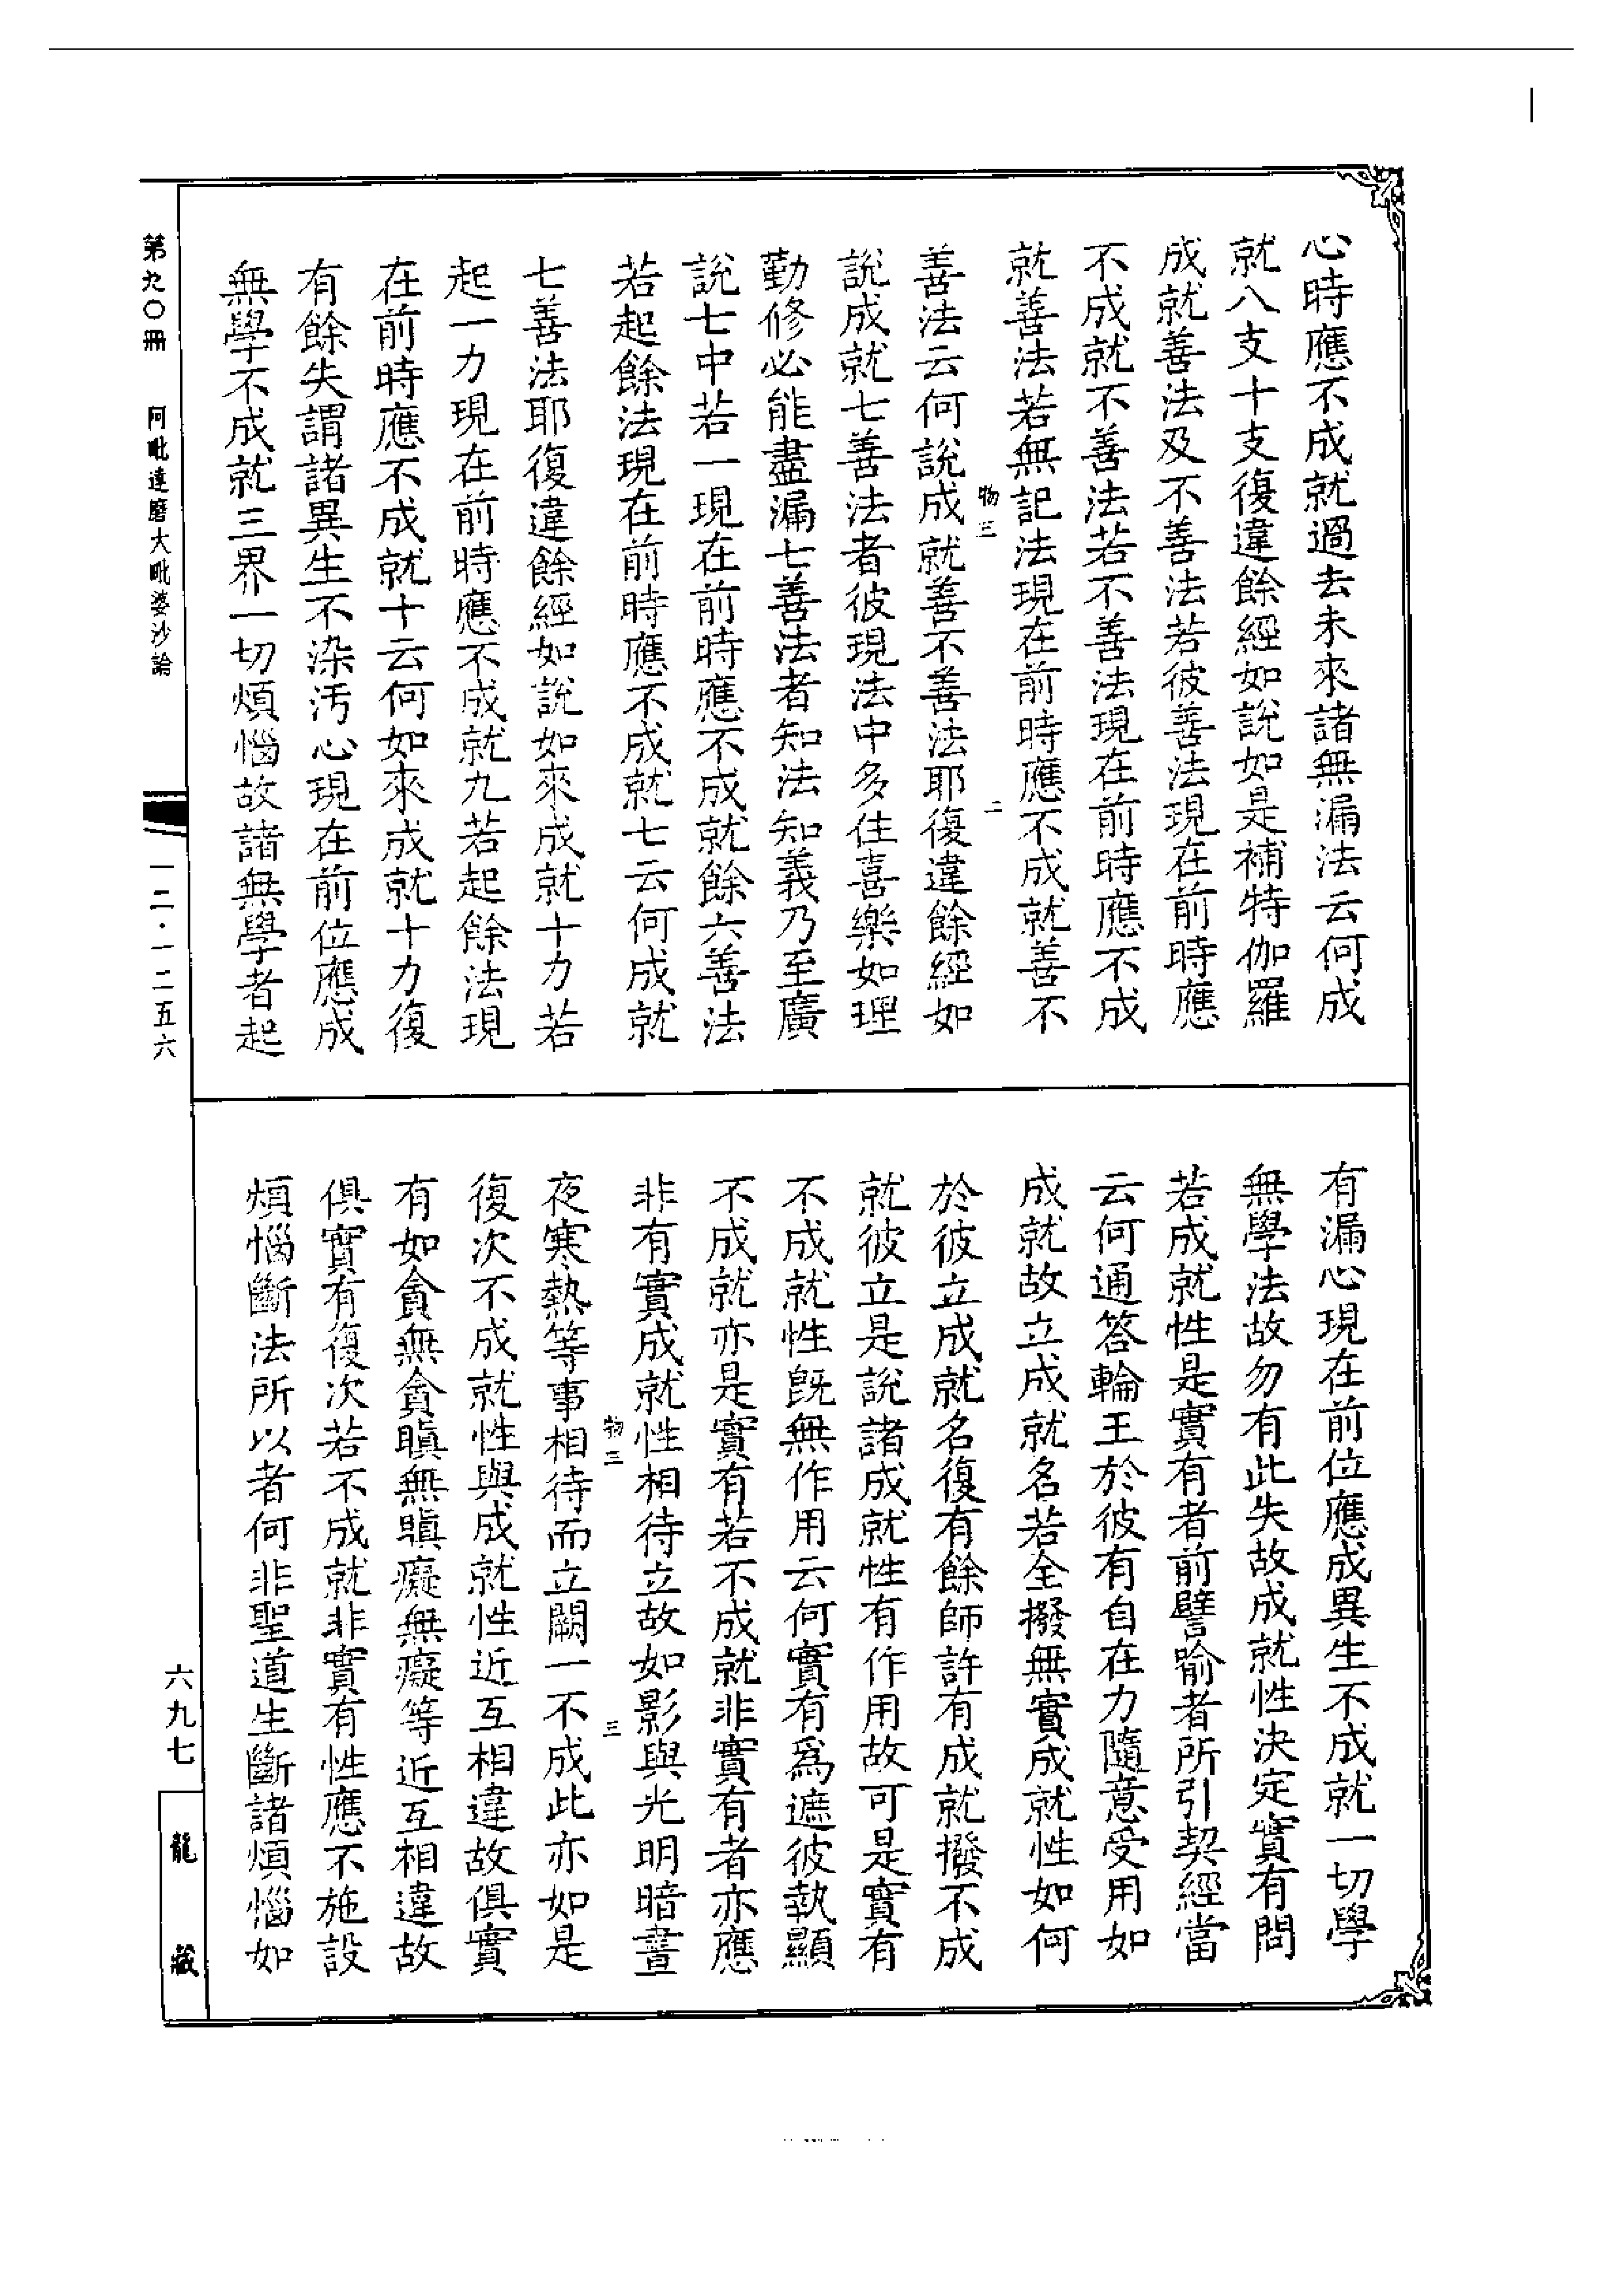 心時應不成就過去未來諸無漏法云何成
就八支十支復違餘經如說如是補特伽羅
成就善法及不善法若彼善法現在前時應
不成就不善法若不善法現在前時應不成
就善法若無記法現在前時應不成就善不
物三
二
善法云何說成就善不善法耶復違餘經如
說成就七善法者彼現法中多住喜樂如理
勤修必能盡漏七善法者知法知義乃至廣
說七中若一現在前時應不成就餘六善法
若起餘法現在前時應不成就七云何成就
七善法耶復違餘經如說如來成就十力若
起一力現在前時應不成就九若起餘法現
在前時應不成就十云何如來成就十力復
有餘失謂諸異生不染污心現在前位應成
無學不成就三界一切煩惱故諸無學者起
有漏心現在前位應成異生不成就一切學
無學法故勿有此失故成就性決定實有問
若成就性是實有者前譬喻者所引契經當
云何通答輪王於彼有自在力隨意受用如
成就故立成就名若全撥無實成就性如何
於彼立成就名復有餘師許有成就撥不成
就彼立是說諸成就性有作用故可是實有
不成就性既無作用云何實有為遮彼執顯
不成就亦是實有若不成就非實有者亦應
非有實成就性相待立故如影與光明暗晝
物三
三
夜寒熱等事相待而立闕一不成此亦如是
復次不成就性與成就性近互相違故俱實
有如貪無貪瞋無瞋癡無癡等近互相違故
俱實有復次若不成就非實有性應不施設
煩惱斷法所以者何非聖道生斷諸煩惱如
第九〇冊 阿毗達磨大毗婆沙論
一二·一二五六
六九七
龍藏